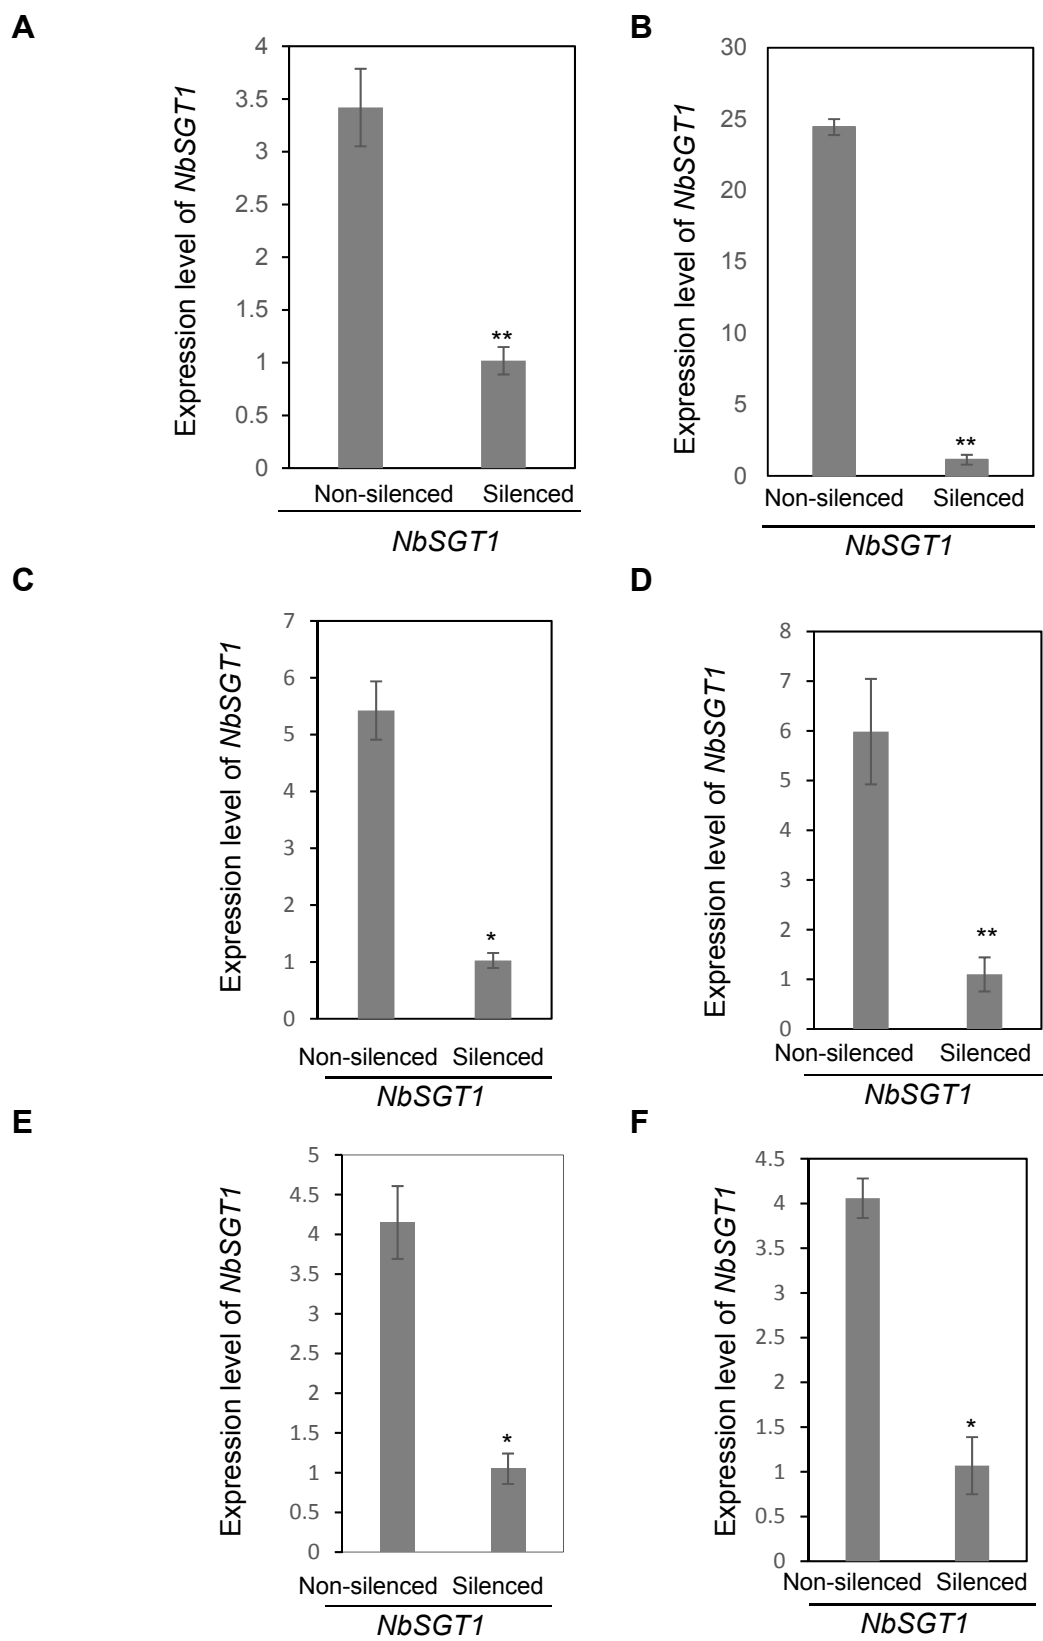 A
Expression level of NbSGT1
4
3.5
3
2.5
2
1.5
1
0.5
0
**
Non-silenced Silenced
NbSGT1
B
Expression level of NbSGT1
30
25
20
15
10
5
0
**
Non-silenced Silenced
NbSGT1
C
Expression level of NbSGT1
7
6
5
4
3
2
1
0
*
Non-silenced Silenced
NbSGT1
D
Expression level of NbSGT1
8
7
6
5
4
3
2
1
0
**
Non-silenced Silenced
NbSGT1
E
Expression level of NbSGT1
5
4.5
4
3.5
3
2.5
2
1.5
1
0.5
0
*
Non-silenced Silenced
NbSGT1
F
Expression level of NbSGT1
4.5
4
3.5
3
2.5
2
1.5
1
0.5
0
*
Non-silenced Silenced
NbSGT1